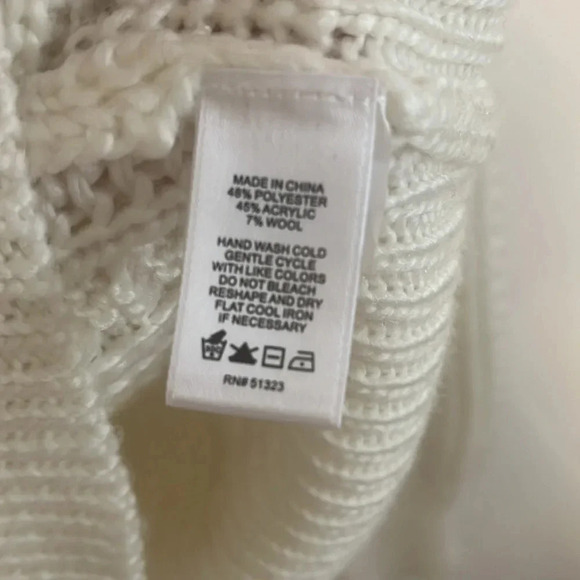 MADE IN CHINA
48% POLYESTER
45% ACRYLIC
7% WOOL
HAND WASH COLD
GENTLE CYCLE
WITH LIKE COLORS
DO NOT BLEACH
RESHAPE AND DRY
FLAT COOL IRON
IF NECESSARY
RN# 51323